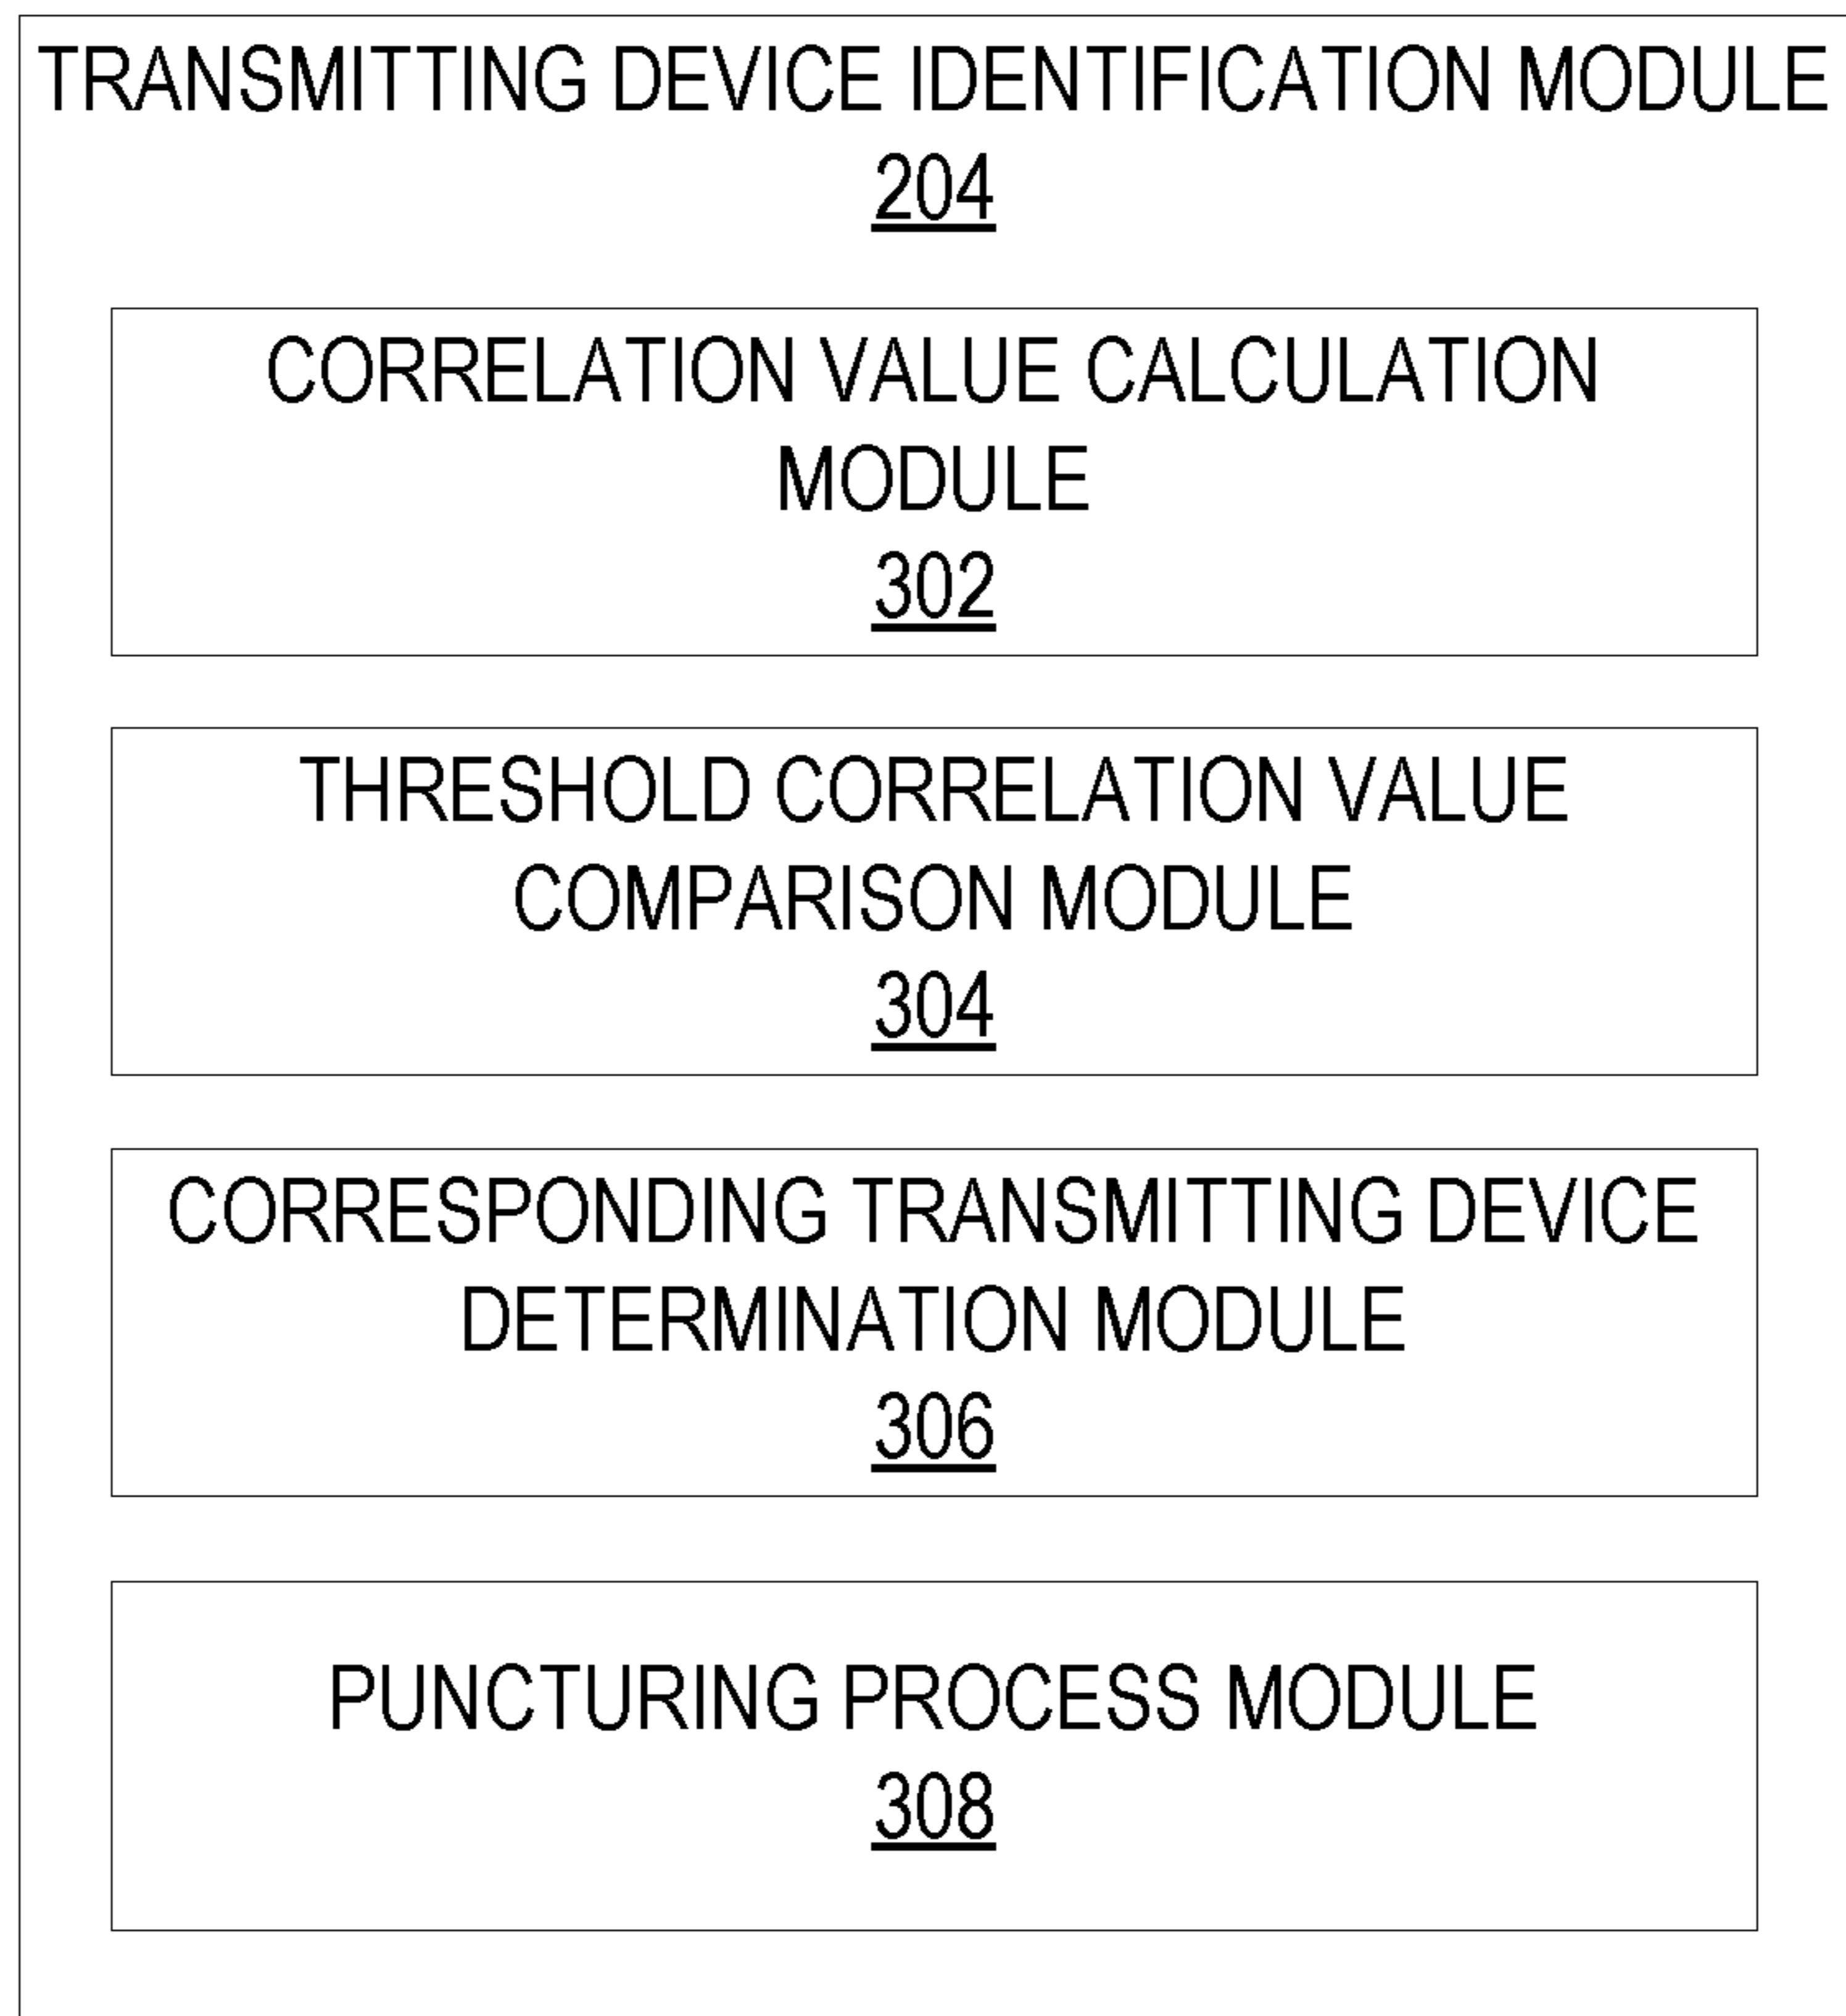 TRANSMITTING DEVICE IDENTIFICATION MODULE
204
CORRELATION VALUE CALCULATION
MODULE
302
THRESHOLD CORRELATION VALUE
COMPARISON MODULE
304
CORRESPONDING TRANSMITTING DEVICE
DETERMINATION MODULE
306
PUNCTURING PROCESS MODULE
308